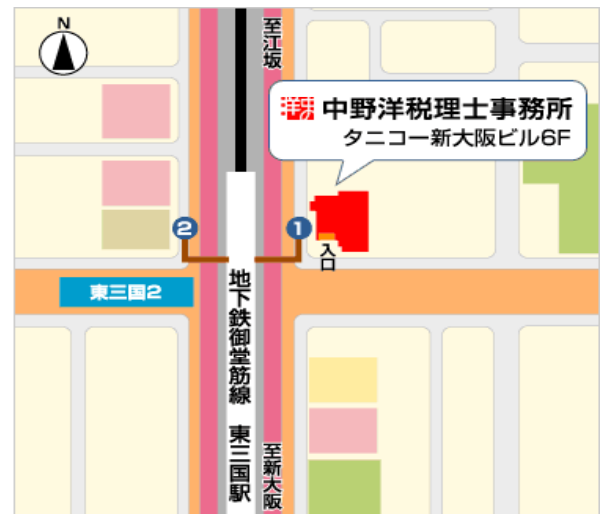 N
至江坂
中野洋税理士事務所
タニコー新大阪ビル6F
2
1
入口
東三国2
地下鉄御堂筋線 東三国駅
至新大阪